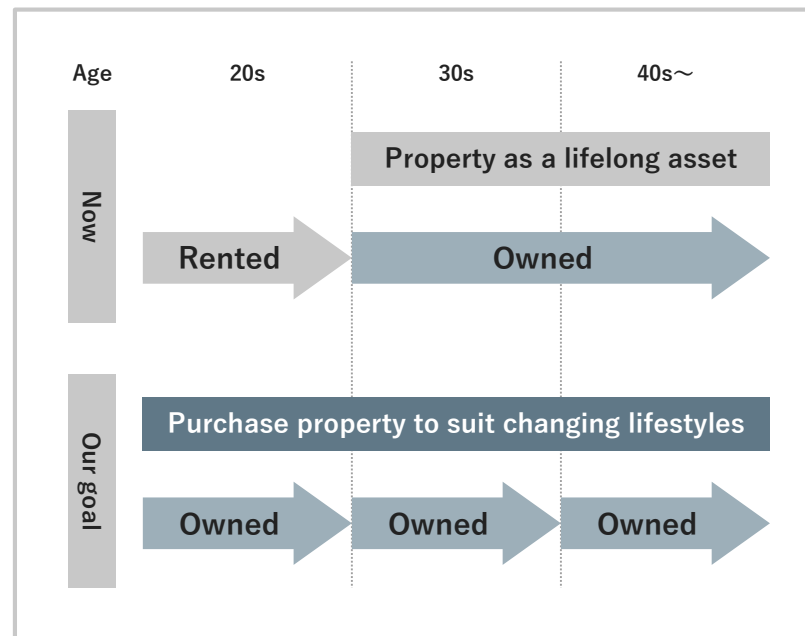 Age 20s 30s 40s～
Now
Property as a lifelong asset
Rented Owned
Our goal
Purchase property to suit changing lifestyles
Owned Owned Owned